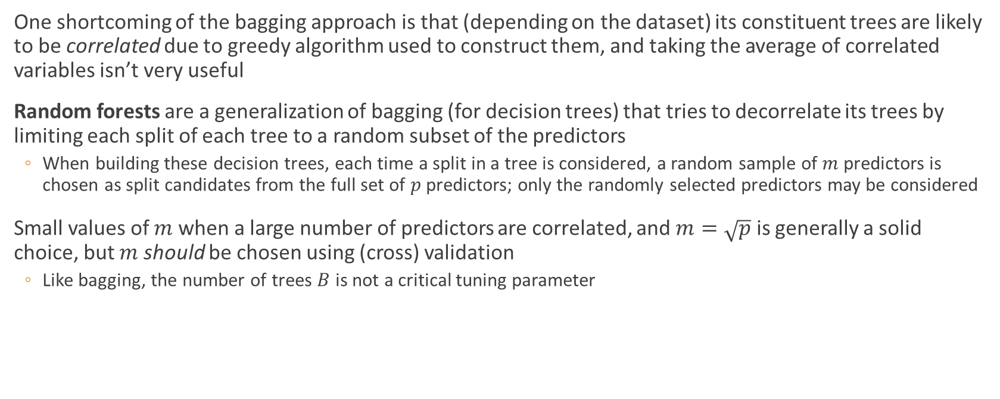 One shortcoming of the bagging approach is that (depending on the dataset) its constituent trees are likely
to be correlated due to greedy algorithm used to construct them, and taking the average of correlated
variables isn’t very useful
Random forests are a generalization of bagging (for decision trees) that tries to decorrelate its trees by
limiting each split of each tree to a random subset of the predictors
◦ When building these decision trees, each time a split in a tree is considered, a random sample of m predictors is
chosen as split candidates from the full set of p predictors; only the randomly selected predictors may be considered
Small values of m when a large number of predictors are correlated, and m = √p is generally a solid
choice, but m should be chosen using (cross) validation
◦ Like bagging, the number of trees B is not a critical tuning parameter